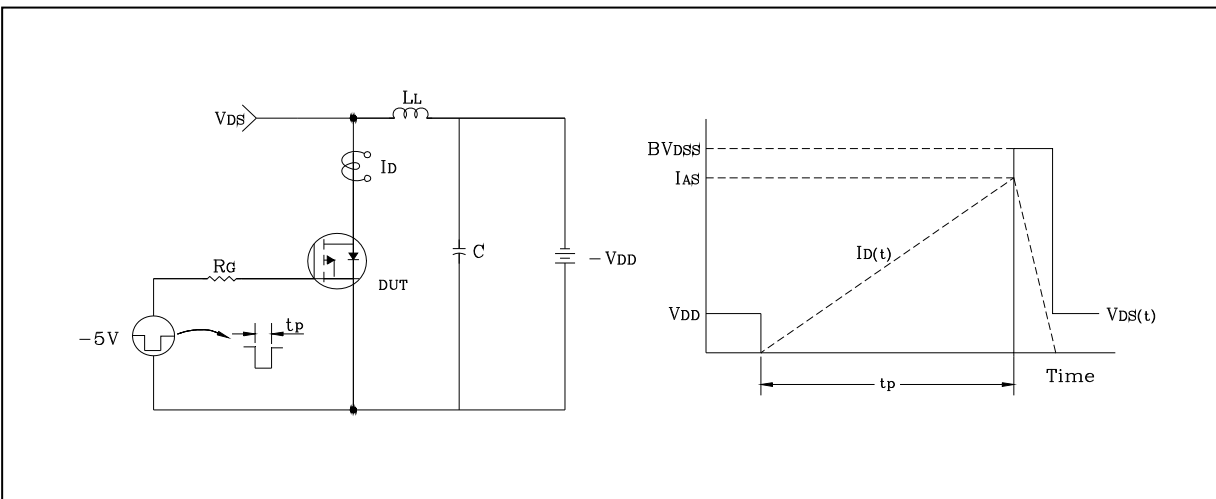 LL
VDS
ID
RG
C
-VDD
DUT
tp
-5V
BVDSS
IAS
ID(t)
VDD
VDS(t)
tp
Time